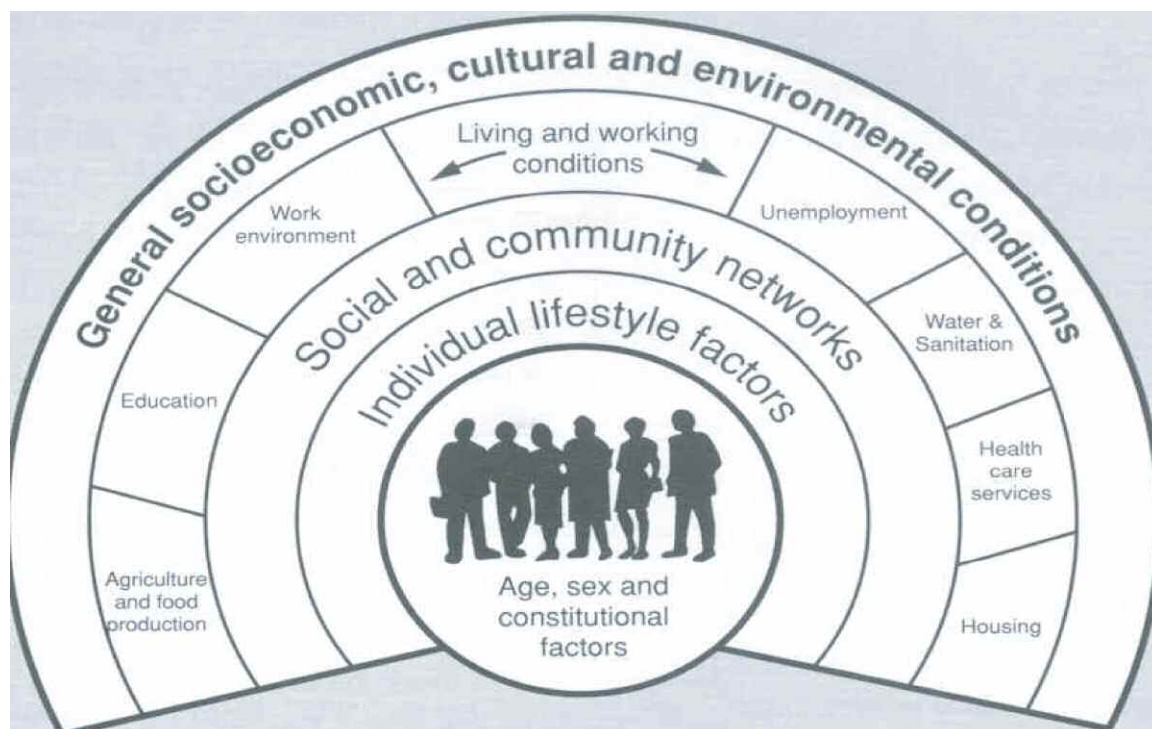 General socioeconomic, cultural and environmental conditions
Living and working
conditions
Work
environment
Unemployment
Education
Water &
Sanitation
Agriculture
and food
production
Health
care
services
Housing
Social and community networks
Individual lifestyle factors
Age, sex and
constitutional
factors